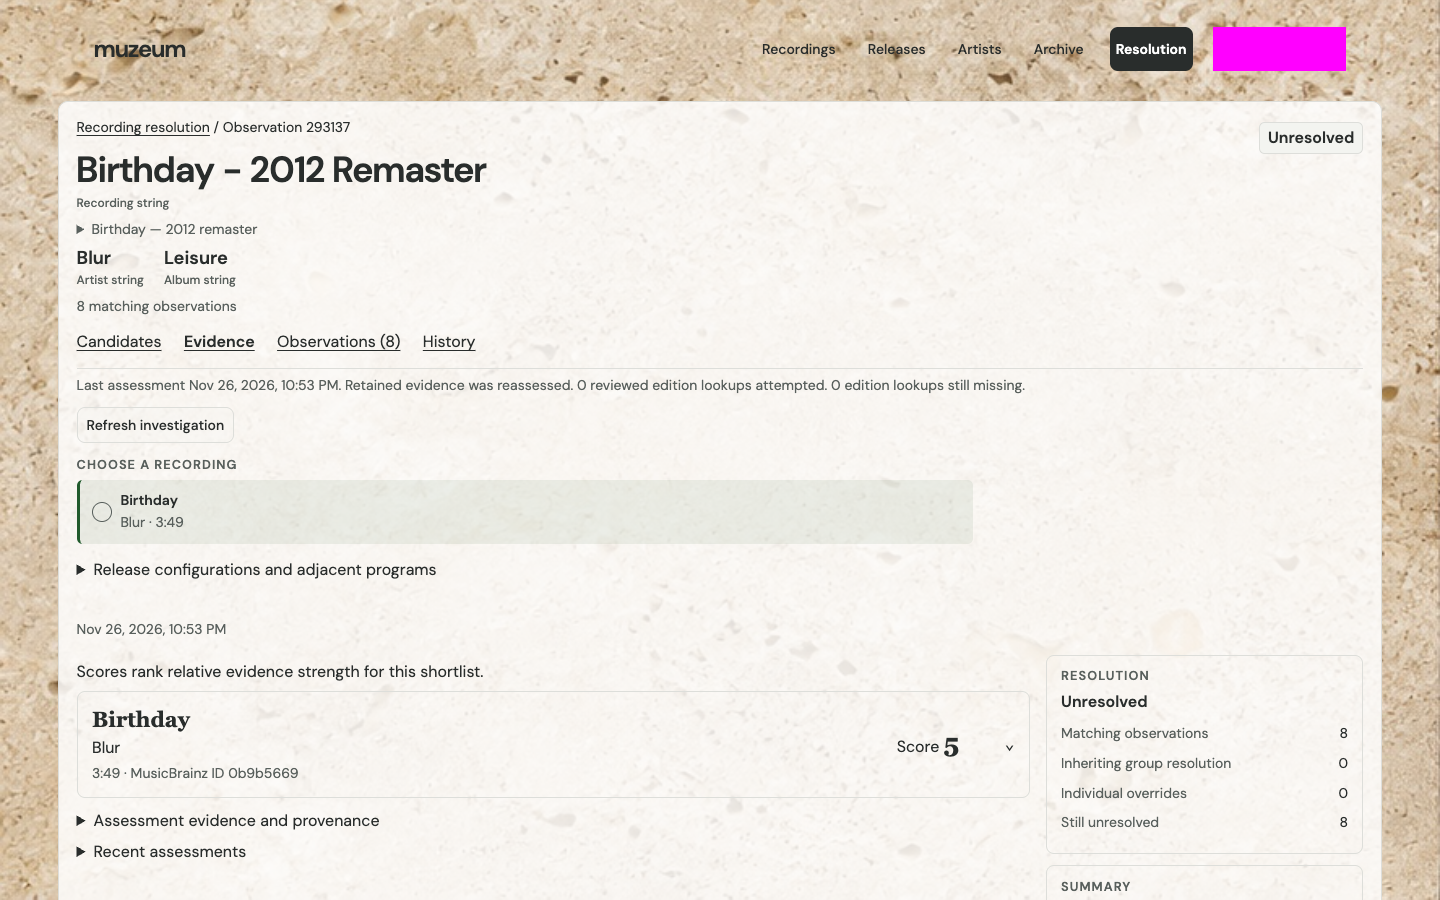 muzeum
Recordings
Releases
Artists
Archive
Resolution
Recording resolution / Observation 293137
Unresolved
Birthday - 2012 Remaster
Recording string
▶ Birthday — 2012 remaster
Blur
Leisure
Artist string
Album string
8 matching observations
Candidates
Evidence
Observations (8)
History
Last assessment Nov 26, 2026, 10:53 PM. Retained evidence was reassessed. 0 reviewed edition lookups attempted. 0 edition lookups still missing.
Refresh investigation
CHOOSE A RECORDING
Birthday
Blur · 3:49
▶ Release configurations and adjacent programs
Nov 26, 2026, 10:53 PM
Scores rank relative evidence strength for this shortlist.
Birthday
Blur
Score 5
3:49 · MusicBrainz ID 0b9b5669
▶ Assessment evidence and provenance
▶ Recent assessments
RESOLUTION
Unresolved
Matching observations 8
Inheriting group resolution 0
Individual overrides 0
Still unresolved 8
SUMMARY